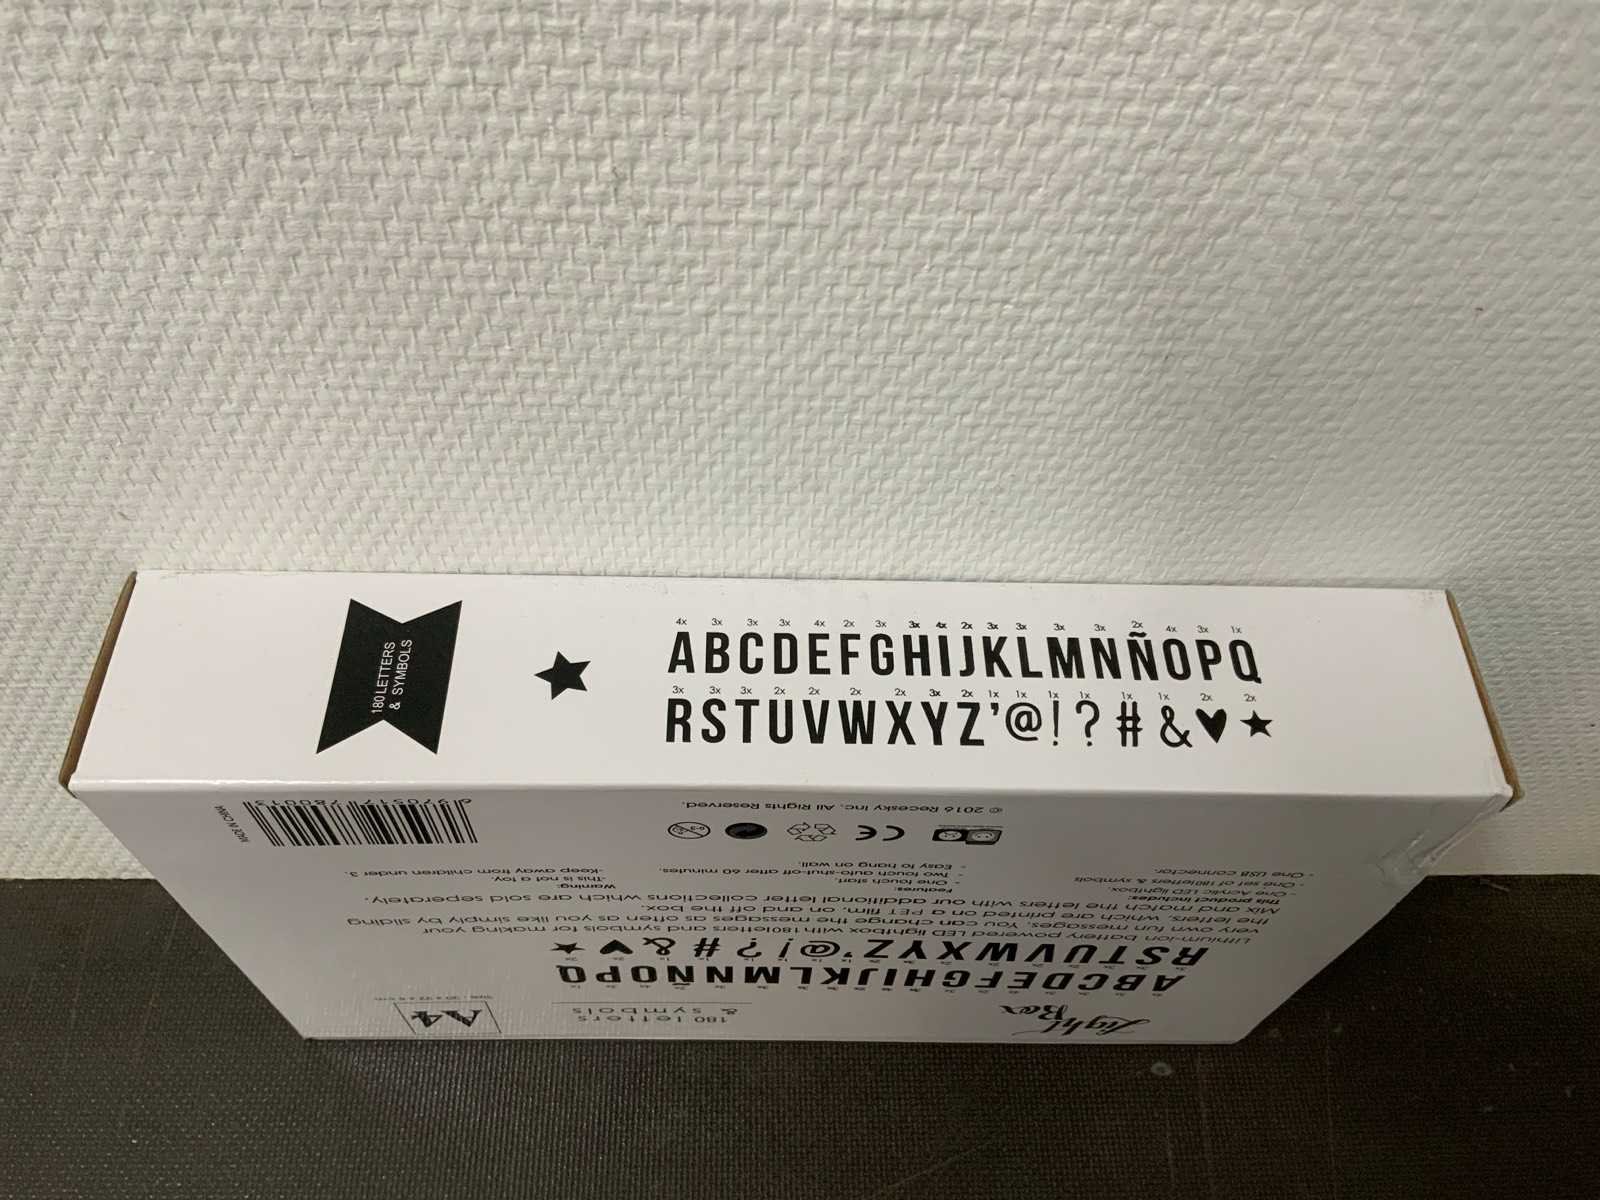 180 LETTERS
& SYMBOLS
4x 3x 3x 3x 4x 2x 3x 3x 4x 2x 3x 3x 3x 3x 2x 4x 3x 1x
ABCDEFGHIJKLMNÑOPQ
3x 3x 3x 2x 2x 2x 2x 3x 2x 1x 1x 1x 1x 1x 1x 2x 2x
RSTUVWXYZ'@!?#&♥★
Light
Box
180 letters
& symbols
A4
ABCDEFGHIJKLMNÑOPQ
RSTUVWXYZ'@!?#&♥★
Lithium-ion battery powered LED lightbox with 180letters and symbols for making your
very own fun messages. You can change the messages as often as you like simply by sliding
the letters, which are printed on a PET film, on and off the box.
Mix and match the letters with our additional letter collections which are sold seperately.
This product includes:
- One Acrylic LED lightbox.
- One set of 180letters & symbols
- One USB connector.
Features:
- One touch start.
- Two touch auto-shut-off after 60 minutes.
- Easy to hang on wall.
Warning:
-This is not a toy.
-Keep away from children under 3.
CE
0-3
© 2016 Recesky Inc. All Rights Reserved.
6 970517 780013
MADE IN CHINA